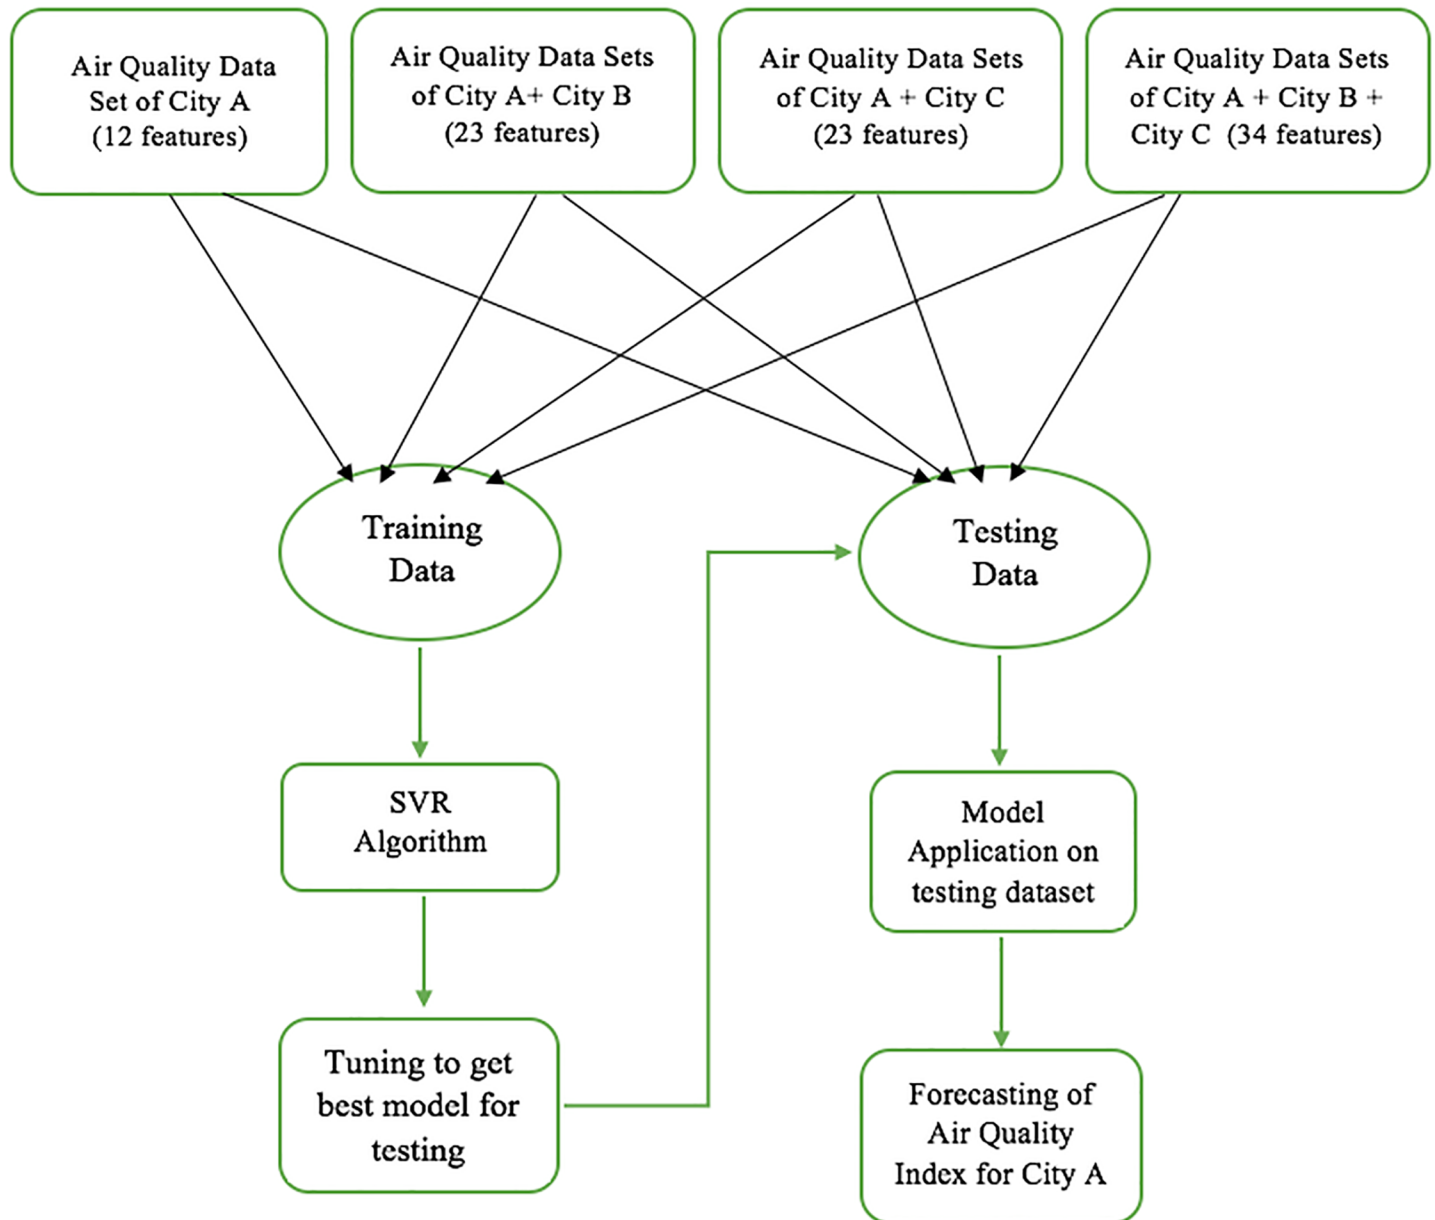 Air Quality Data
Set of City A
(12 features)
Air Quality Data Sets
of City A+ City B
(23 features)
Air Quality Data Sets
of City A + City C
(23 features)
Air Quality Data Sets
of City A + City B +
City C (34 features)
Training
Data
Testing
Data
SVR
Algorithm
Model
Application on
testing dataset
Tuning to get
best model for
testing
Forecasting of
Air Quality
Index for City A